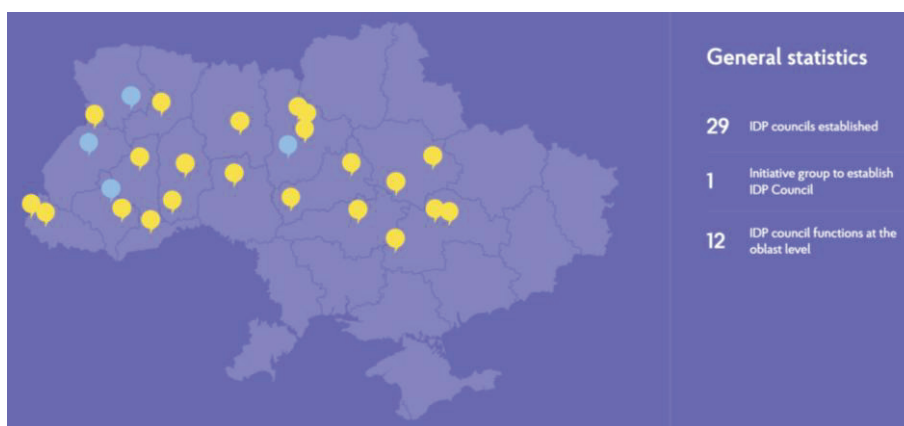 General statistics
29 IDP councils established
1 Initiative group to establish
IDP Council
12 IDP council functions at the
oblast level